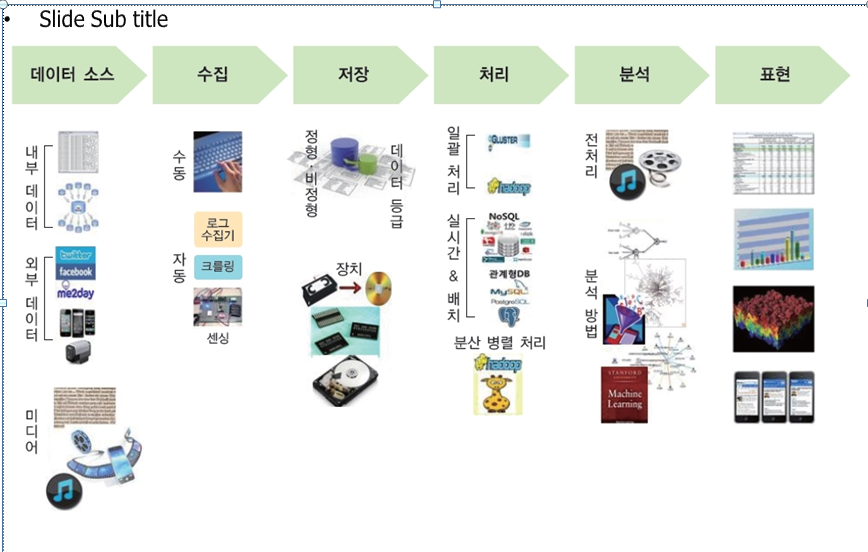 • Slide Sub title
데이터 소스
수집
저장
처리
분석
표현
내부 데이터
외부 데이터
twitter
facebook
me2day
미디어
수동
자동
로그
수집기
크롤링
센싱
정형·비정형
데이터 등급
장치
일괄 처리
GLUSTER
hadoop
실시간 & 배치
NoSQL
관계형DB
MySQL
PostgreSQL
분산 병렬 처리
hadoop
전처리
분석 방법
STANFORD
Machine
Learning